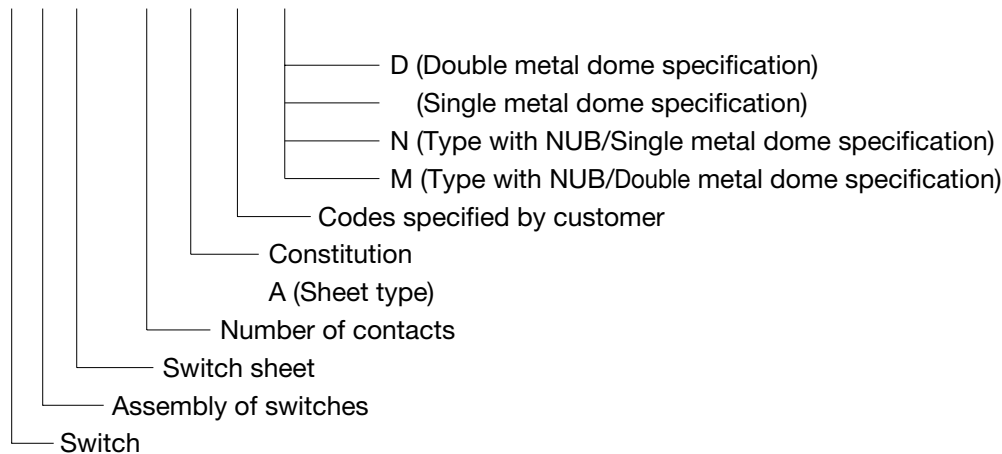 D (Double metal dome specification)
(Single metal dome specification)
N (Type with NUB/Single metal dome specification)
M (Type with NUB/Double metal dome specification)
Codes specified by customer
Constitution
A (Sheet type)
Number of contacts
Switch sheet
Assembly of switches
Switch